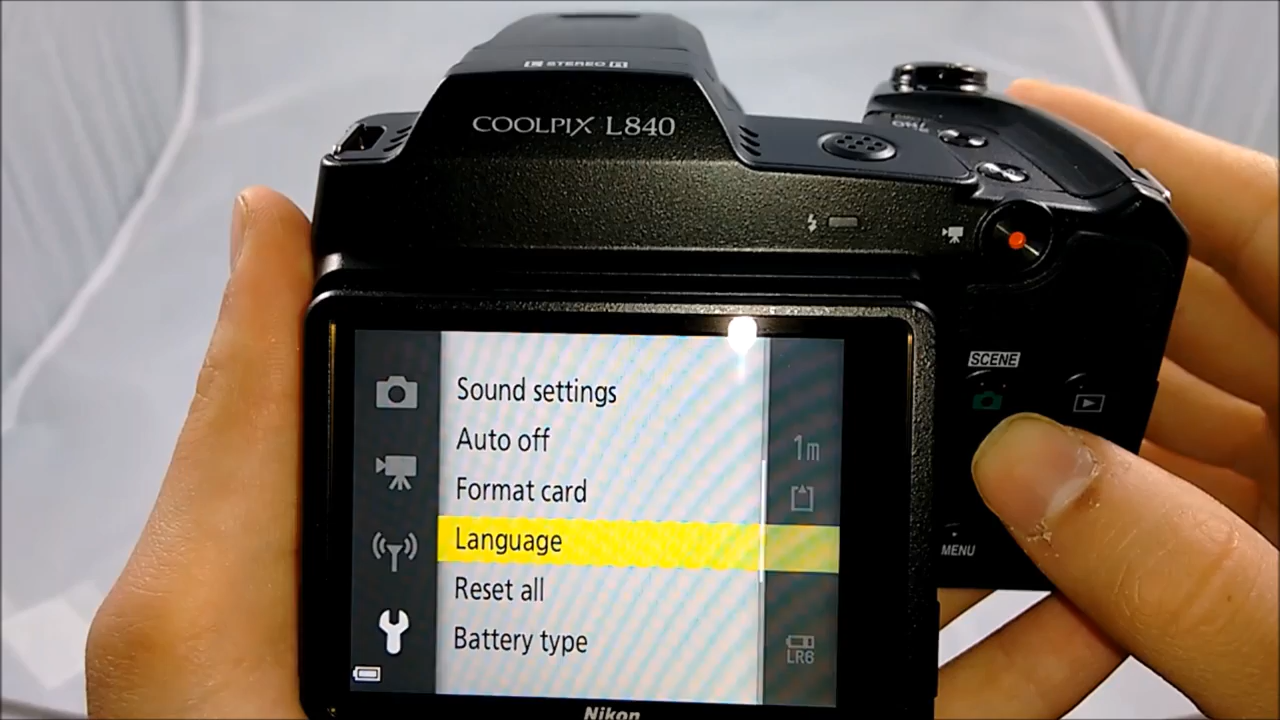 L STEREO R
COOLPIX L840
SCENE
Sound settings
Auto off
1m
Format card
Language
MENU
Reset all
Battery type
LR6
Nikon